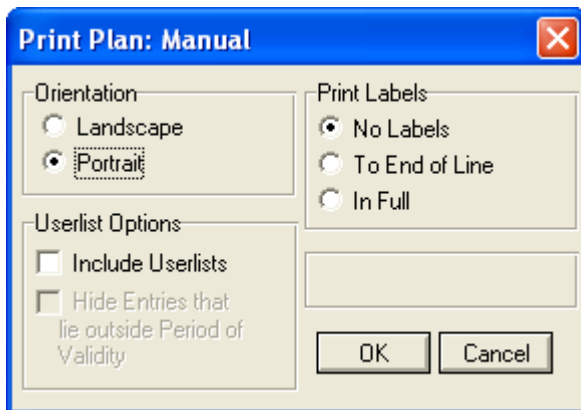 Print Plan: Manual
Orientation
Landscape
Portrait
Userlist Options
Include Userlists
Hide Entries that
lie outside Period of
Validity
Print Labels
No Labels
To End of Line
In Full
OK
Cancel